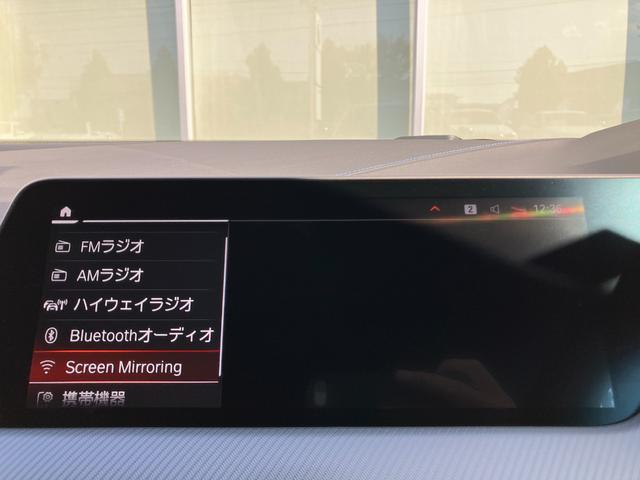 2 12:36
FMラジオ
AMラジオ
ハイウェイラジオ
Bluetoothオーディオ
Screen Mirroring
携帯機器